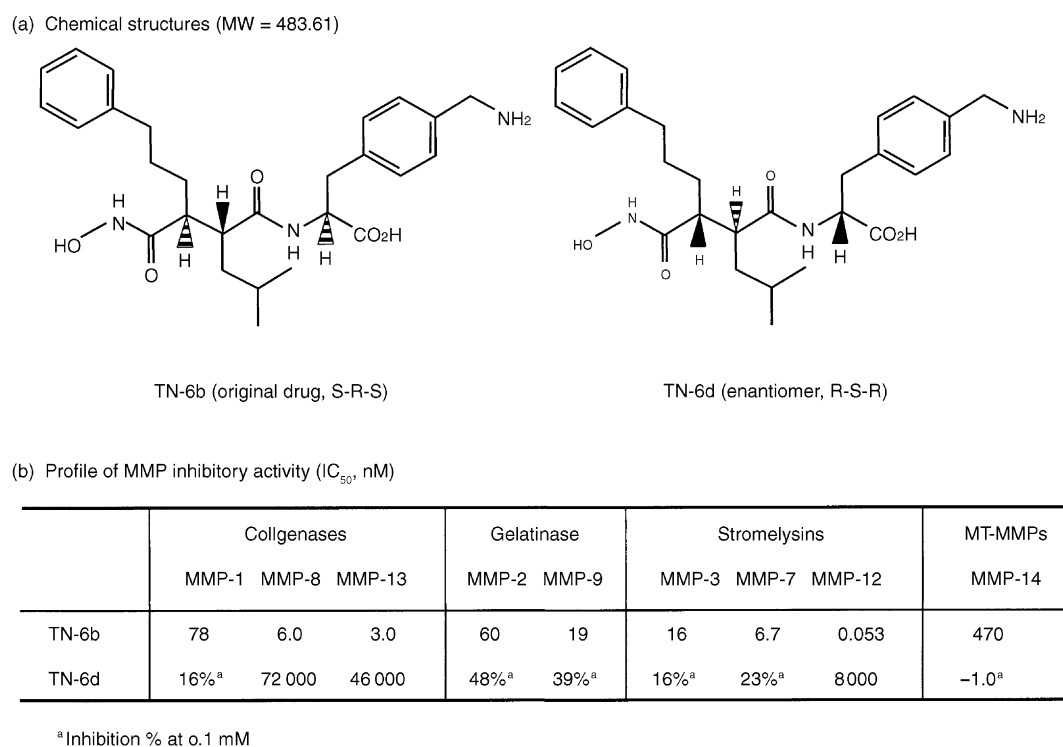 (a) Chemical structures (MW = 483.61)
NH2
NH2
H
O
H
O
H
N
H
N
N
N
HO
CO2H
HO
CO2H
H
H
H
H
H
H
O
O
TN-6b (original drug, S-R-S)
TN-6d (enantiomer, R-S-R)
(b) Profile of MMP inhibitory activity (IC50, nM)
Collgenases Gelatinase Stromelysins MT-MMPs
MMP-1 MMP-8 MMP-13 MMP-2 MMP-9 MMP-3 MMP-7 MMP-12 MMP-14
TN-6b 78 6.0 3.0 60 19 16 6.7 0.053 470
TN-6d 16%a 72 000 46 000 48%a 39%a 16%a 23%a 8000 −1.0a
a Inhibition % at o.1 mM